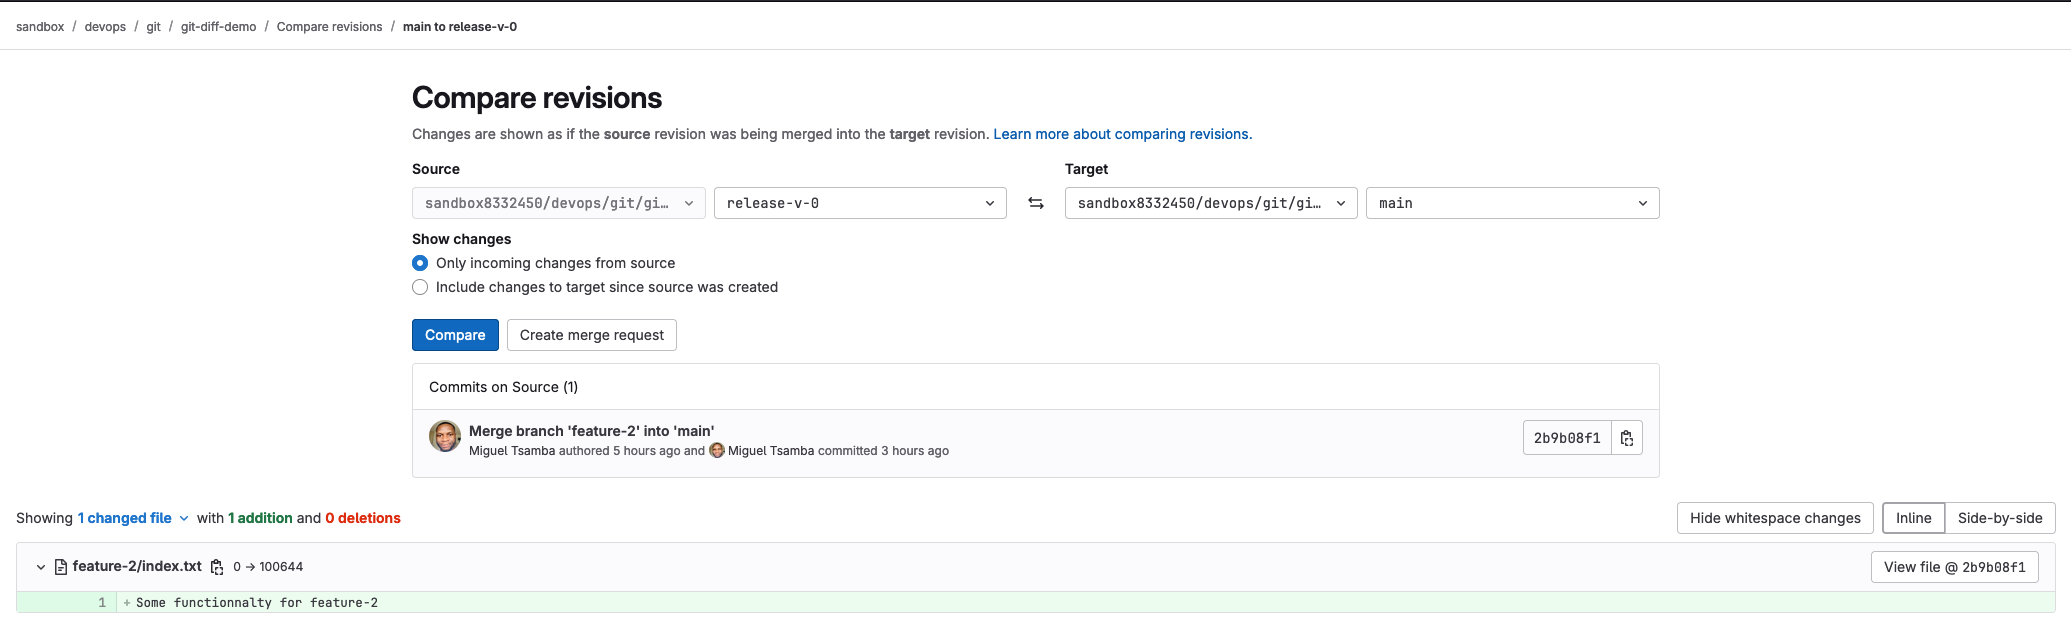 sandbox / devops / git / git-diff-demo / Compare revisions / main to release-v-0
Compare revisions
Changes are shown as if the source revision was being merged into the target revision. Learn more about comparing revisions.
Source
Target
sandbox8332450/devops/git/gi… release-v-0
sandbox8332450/devops/git/gi… main
Show changes
Only incoming changes from source
Include changes to target since source was created
Compare Create merge request
Commits on Source (1)
Merge branch 'feature-2' into 'main'
Miguel Tsamba authored 5 hours ago and Miguel Tsamba committed 3 hours ago
2b9b08f1
Showing 1 changed file with 1 addition and 0 deletions
Hide whitespace changes Inline Side-by-side
feature-2/index.txt 0 → 100644
View file @ 2b9b08f1
1 + Some functionnalty for feature-2